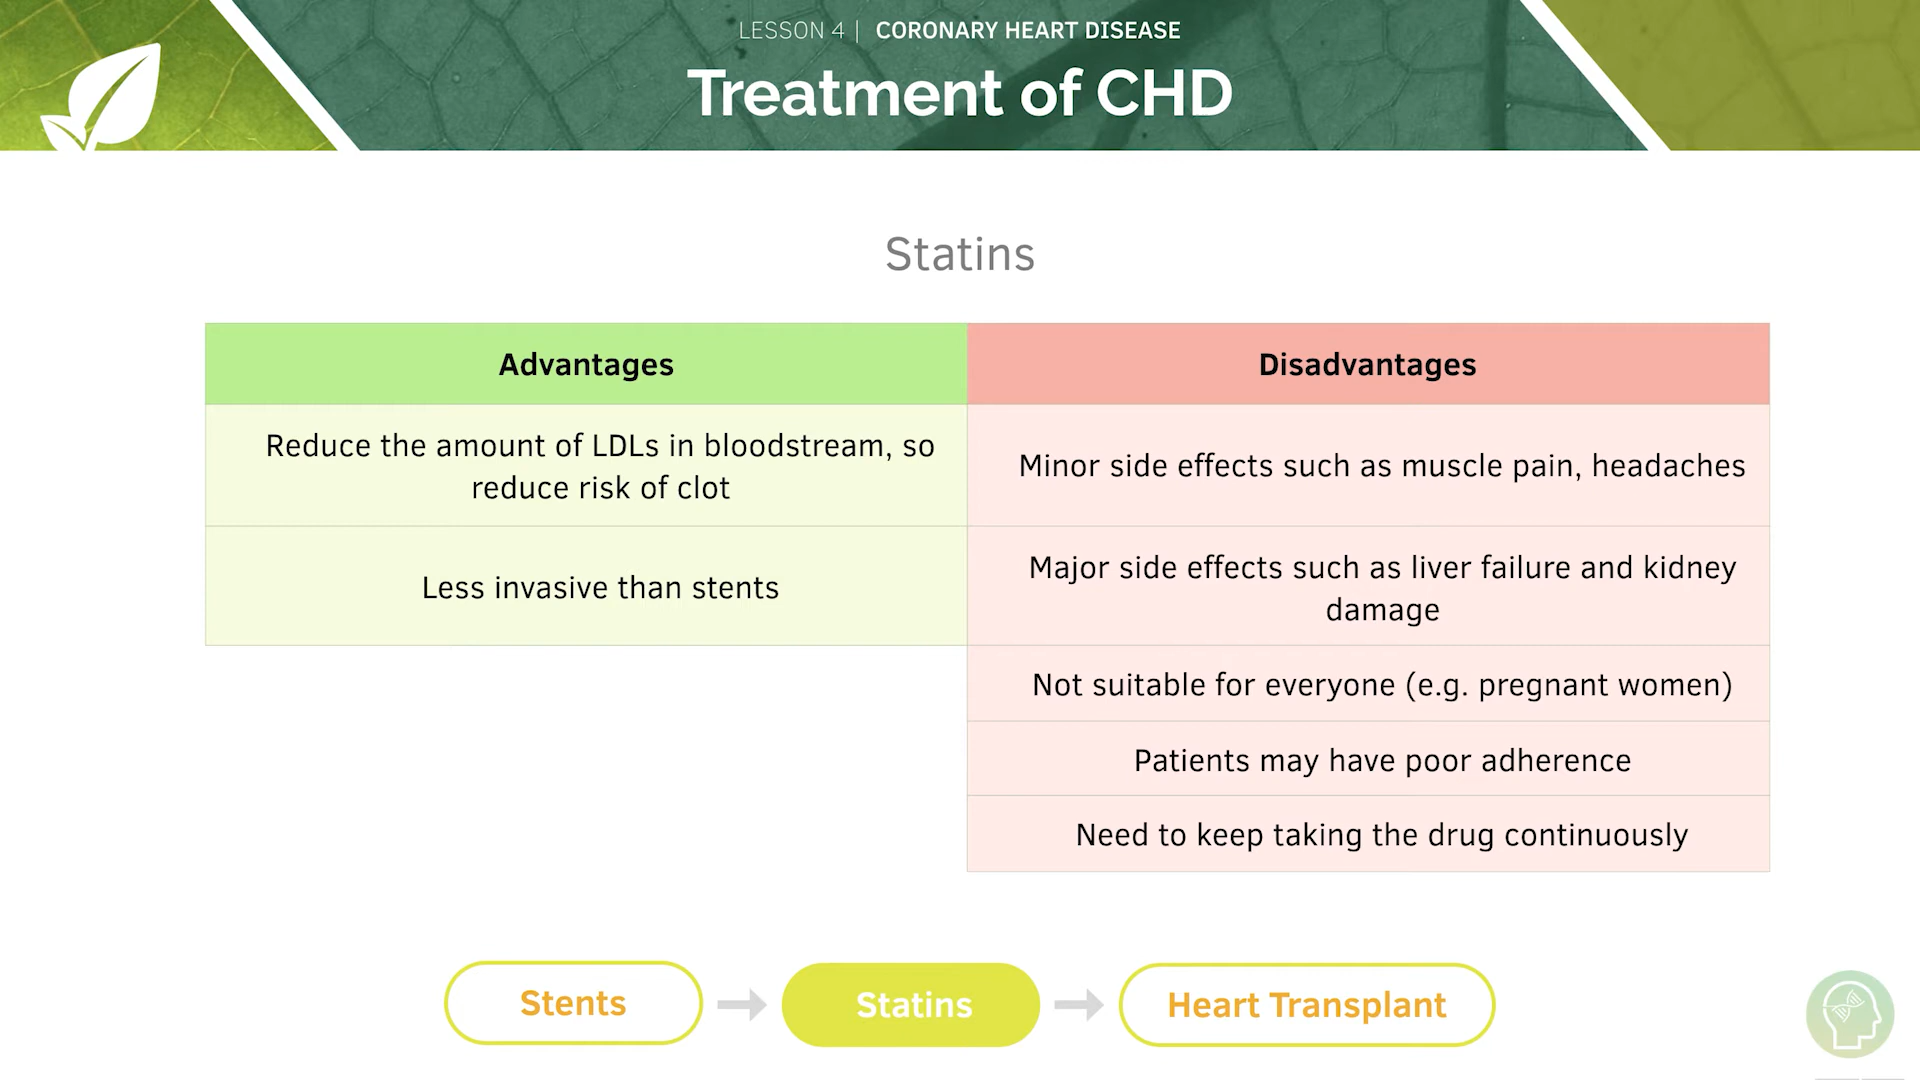 LESSON 4 | CORONARY HEART DISEASE
Treatment of CHD
Statins
Advantages
Disadvantages
Reduce the amount of LDLs in bloodstream, so
reduce risk of clot
Minor side effects such as muscle pain, headaches
Less invasive than stents
Major side effects such as liver failure and kidney
damage
Not suitable for everyone (e.g. pregnant women)
Patients may have poor adherence
Need to keep taking the drug continuously
Stents
Statins
Heart Transplant